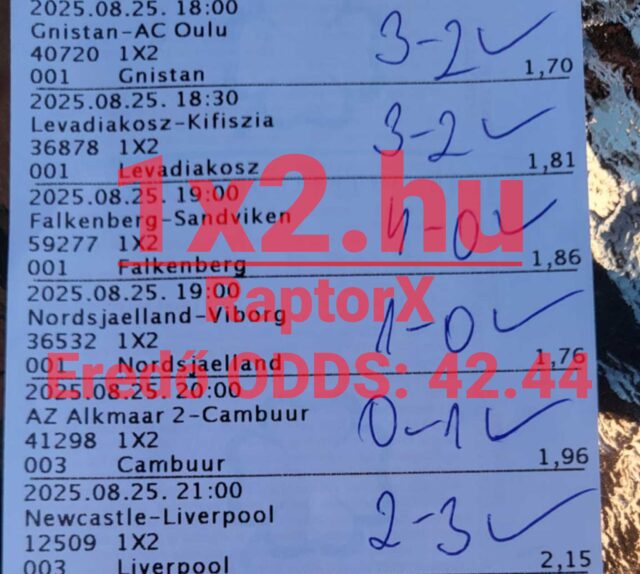 2025.08.25. 18:00
Gnistan-AC Oulu
40720 1X2
001 Gnistan 1,70
3-2
2025.08.25. 18:30
Levadiakosz-Kifiszia
36878 1X2
001 Levadiakosz 1,81
3-2
2025.08.25. 19:00
Falkenberg-Sandviken
59277 1X2
001 Falkenberg 1,86
1-0
2025.08.25. 19:00
Nordsjaelland-Viborg
36532 1X2
001 Nordsjaelland 1,76
1-0
2025.08.25. 20:00
AZ Alkmaar 2-Cambuur
41298 1X2
003 Cambuur 1,96
0-1
2025.08.25. 21:00
Newcastle-Liverpool
12509 1X2
003 Liverpool 2,15
2-3
1x2.hu
RaptorX
Eredő ODDS: 42.44